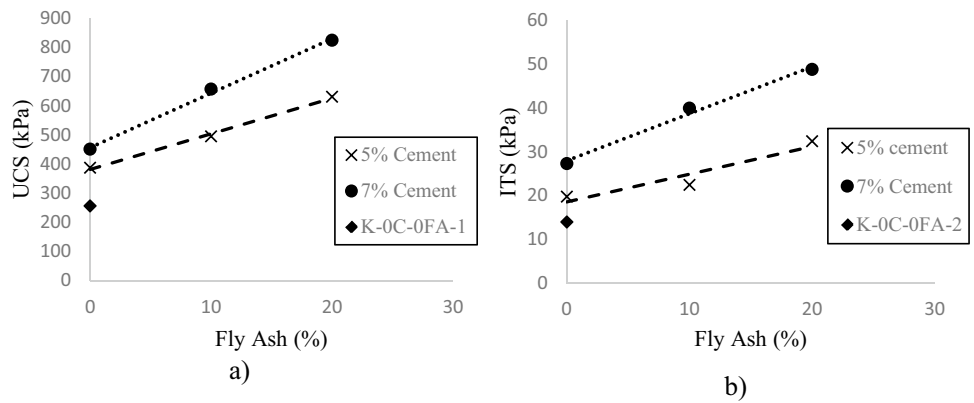 900
800
700
600
500
400
300
200
100
0
UCS (kPa)
0 10 20 30
Fly Ash (%)
5% Cement
7% Cement
K-0C-0FA-1
a)
60
50
40
30
20
10
0
ITS (kPa)
0 10 20 30
Fly Ash (%)
5% cement
7% Cement
K-0C-0FA-2
b)